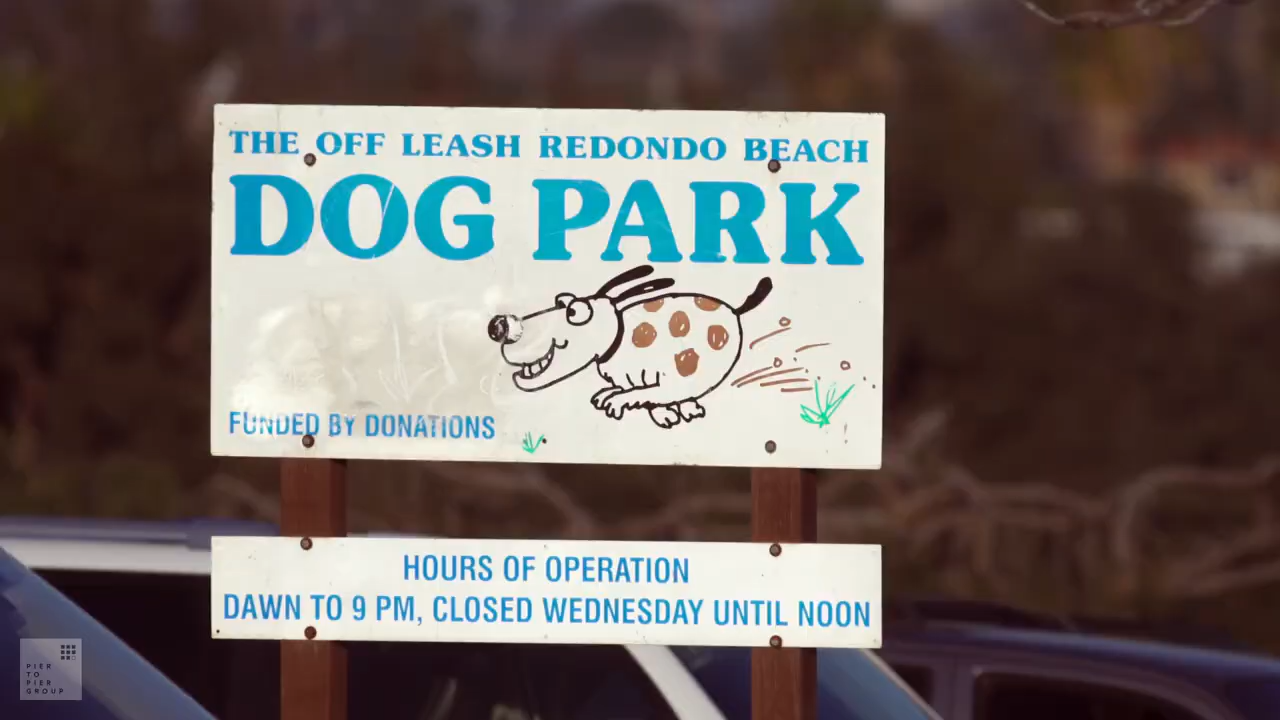 THE OFF LEASH REDONDO BEACH
DOG PARK
FUNDED BY DONATIONS
HOURS OF OPERATION
DAWN TO 9 PM, CLOSED WEDNESDAY UNTIL NOON
PIER
TO
PIER
GROUP